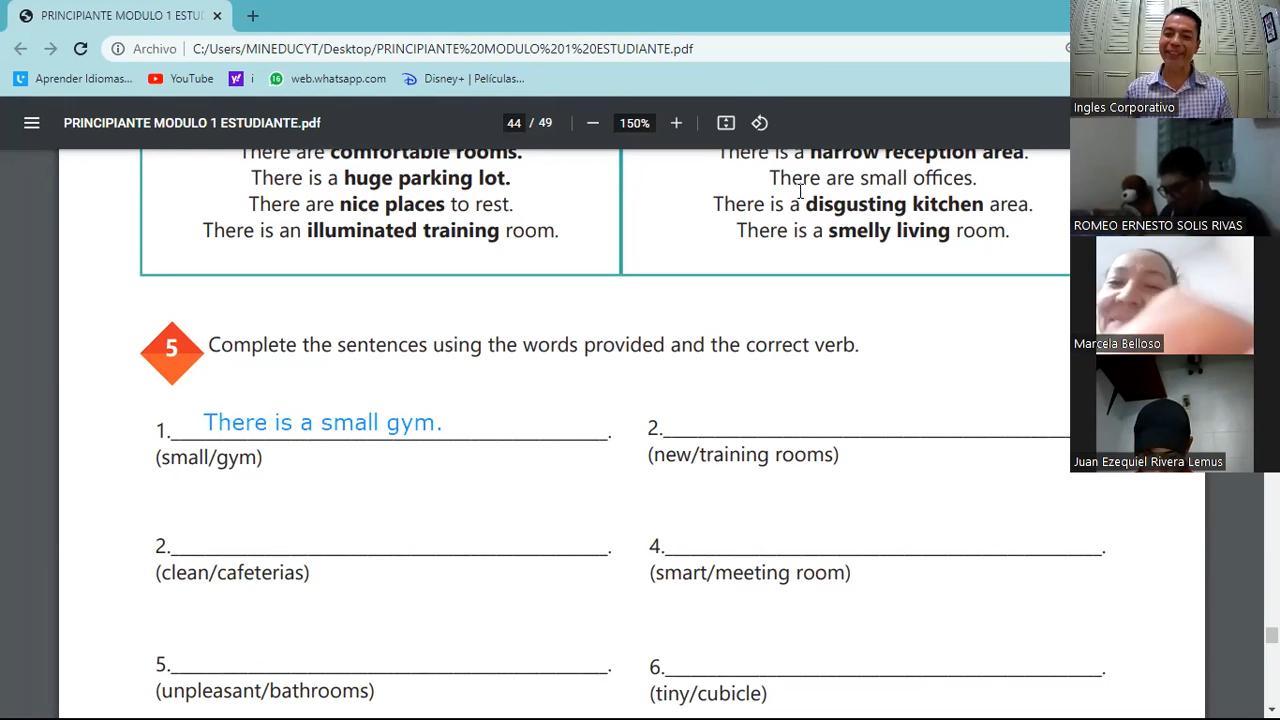 PRINCIPIANTE MODULO 1 ESTU
Archivo
C:/Users/MINEDUCYT/Desktop/PRINCIPIANTE%20MODULO%201%20ESTUDIANTE.pdf
Aprender Idiomas...
YouTube
i
16
web.whatsapp.com
Disney+ | Películas...
PRINCIPIANTE MODULO 1 ESTUDIANTE.pdf
44 / 49
150%
There are comfortable rooms.
There is a huge parking lot.
There are nice places to rest.
There is an illuminated training room.
There is a narrow reception area.
There are small offices.
There is a disgusting kitchen area.
There is a smelly living room.
5 Complete the sentences using the words provided and the correct verb.
1. There is a small gym.
(small/gym)
2.
(new/training rooms)
2.
(clean/cafeterias)
4.
(smart/meeting room)
5.
(unpleasant/bathrooms)
6.
(tiny/cubicle)
Ingles Corporativo
ROMEO ERNESTO SOLIS RIVAS
Marcela Belloso
Juan Ezequiel Rivera Lemus